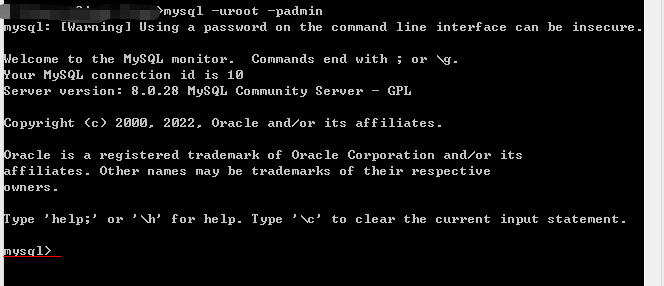 >mysql -uroot -padmin
mysql: [Warning] Using a password on the command line interface can be insecure.
Welcome to the MySQL monitor.  Commands end with ; or \g.
Your MySQL connection id is 10
Server version: 8.0.28 MySQL Community Server - GPL
Copyright (c) 2000, 2022, Oracle and/or its affiliates.
Oracle is a registered trademark of Oracle Corporation and/or its
affiliates. Other names may be trademarks of their respective
owners.
Type 'help;' or '\h' for help. Type '\c' to clear the current input statement.
mysql>